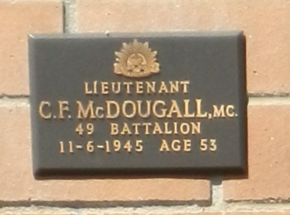 LIEUTENANT
C.F. McDOUGALL, MC.
49 BATTALION
11-6-1945 AGE 53